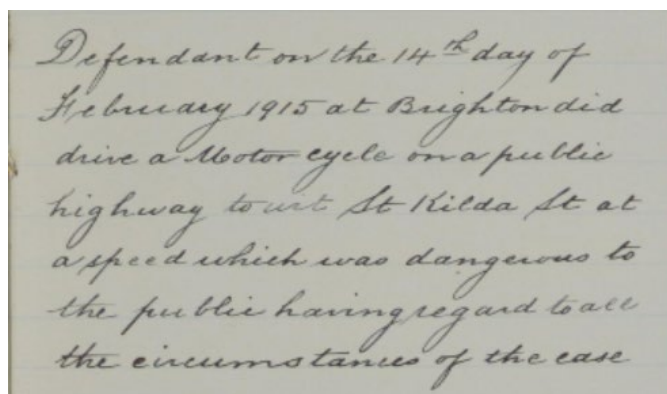 Defendant on the 14th day of
February 1915 at Brighton did
drive a Motor cycle on a public
highway to wit St Kilda St at
a speed which was dangerous to
the public having regard to all
the circumstances of the case